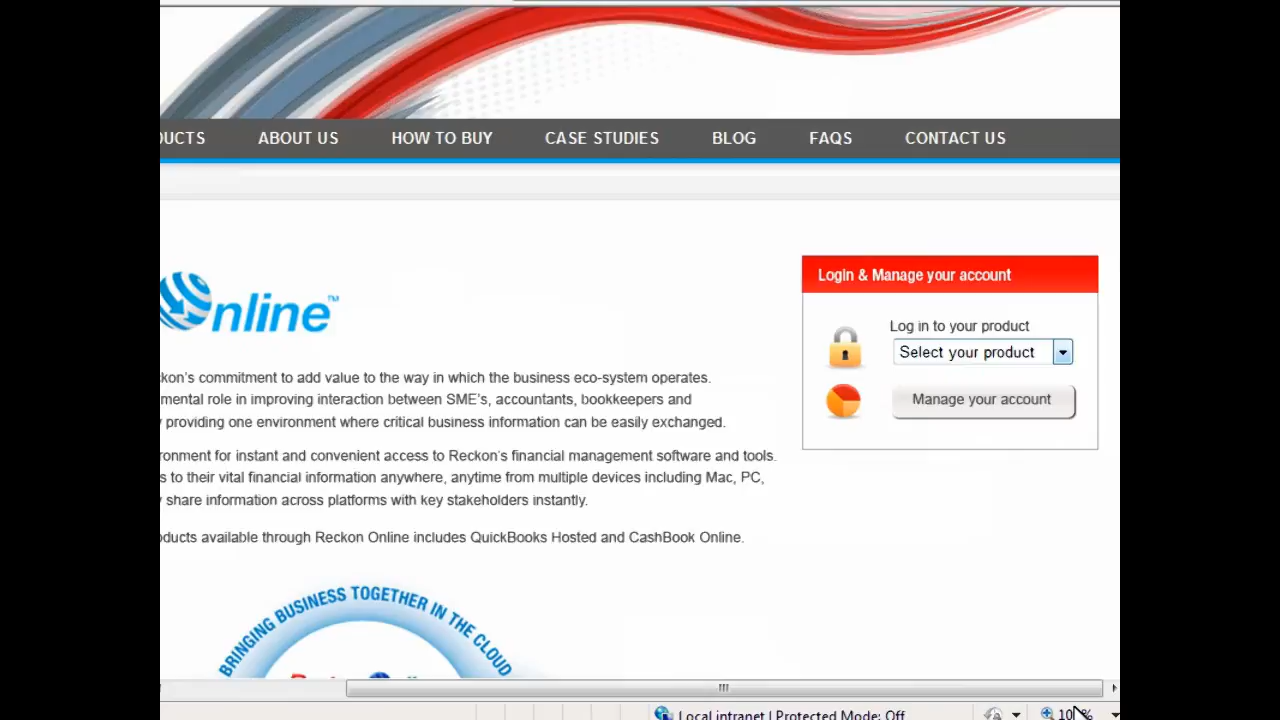 DUCTS ABOUT US HOW TO BUY CASE STUDIES BLOG FAQS CONTACT US
Login & Manage your account
nline™
Log in to your product
Select your product
kon's commitment to add value to the way in which the business eco-system operates.
mental role in improving interaction between SME's, accountants, bookkeepers and
Manage your account
providing one environment where critical business information can be easily exchanged.
ronment for instant and convenient access to Reckon's financial management software and tools.
s to their vital financial information anywhere, anytime from multiple devices including Mac, PC,
share information across platforms with key stakeholders instantly.
ducts available through Reckon Online includes QuickBooks Hosted and CashBook Online.
BRINGING BUSINESS TOGETHER IN THE CLOUD
Local intranet | Protected Mode: Off